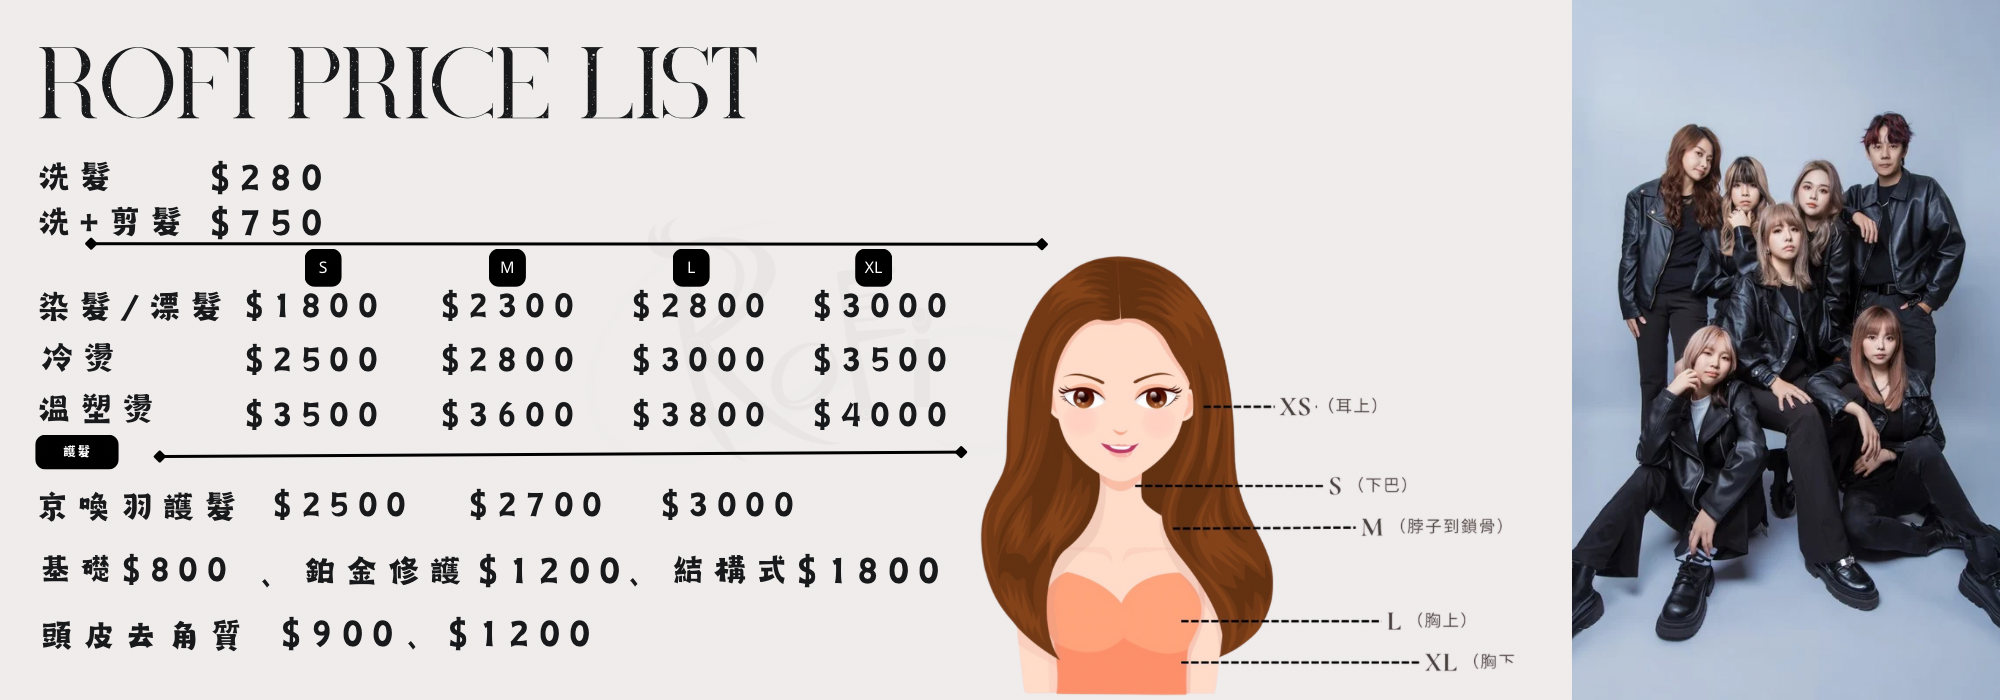 ROFI PRICE LIST
洗髮 $280
洗+剪髮 $750
S M L XL
染髮/漂髮 $1800 $2300 $2800 $3000
冷燙 $2500 $2800 $3000 $3500
溫塑燙 $3500 $3600 $3800 $4000
護髮
京喚羽護髮 $2500 $2700 $3000
基礎$800 、鉑金修護$1200、結構式$1800
頭皮去角質 $900、$1200
Rofi
XS·（耳上）
S （下巴）
M （脖子到鎖骨）
L （胸上）
XL （胸下